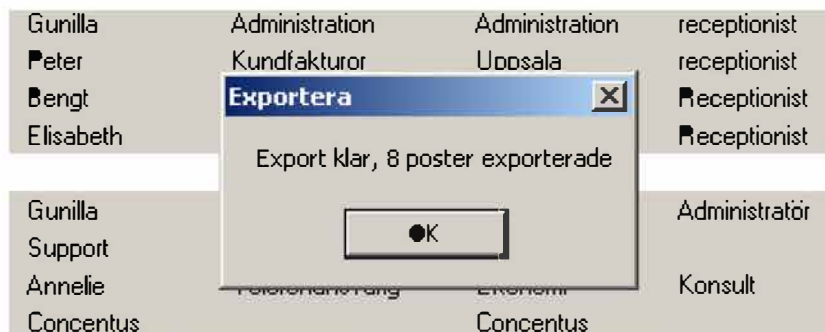 Gunilla Administration Administration receptionist
Peter Kundfakturor Uppsala receptionist
Bengt Receptionist
Elisabeth Receptionist
Exportera
Export klar, 8 poster exporterade
OK
Gunilla Administratör
Support
Annelie Ekonomi Konsult
Concentus Concentus